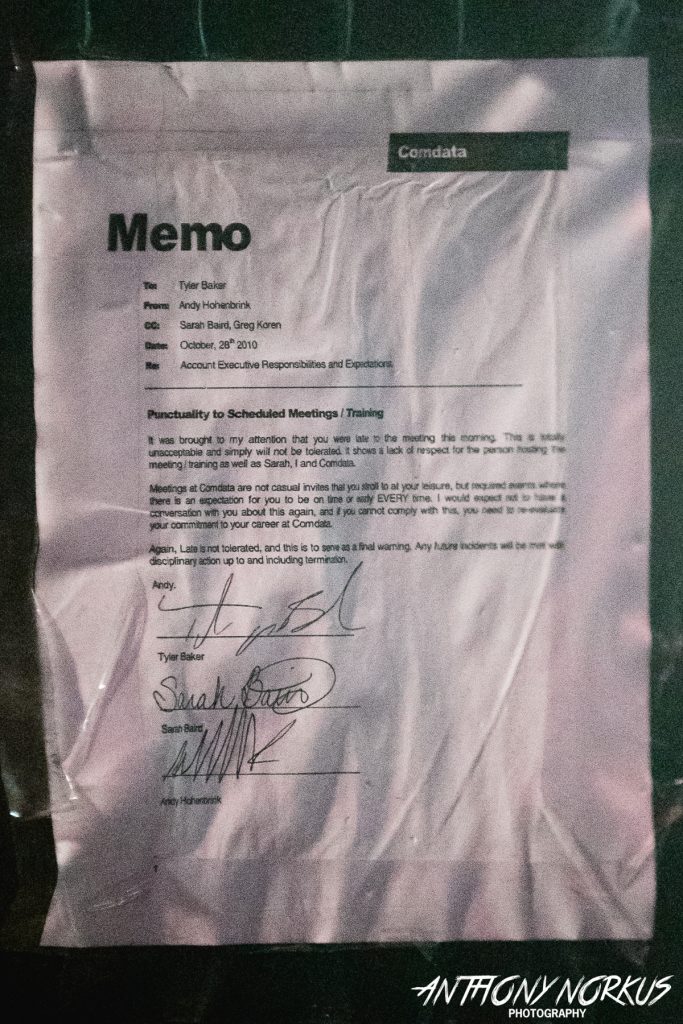 Comdata
Memo
To: Tyler Baker
From: Andy Hohenbrink
CC: Sarah Baird, Greg Koren
Date: October, 28th 2010
Re: Account Executive Responsibilities and Expectations.
Punctuality to Scheduled Meetings / Training
It was brought to my attention that you were late to the meeting this morning. This is totally
unacceptable and simply will not be tolerated. It shows a lack of respect for the person hosting the
meeting / training as well as Sarah, I and Comdata.
Meetings at Comdata are not casual invites that you stroll to at your leisure, but required events where
there is an expectation for you to be on time or early EVERY time. I would expect not to have a
conversation with you about this again, and if you cannot comply with this, you need to re-evaluate
your commitment to your career at Comdata.
Again, Late is not tolerated, and this is to serve as a final warning. Any future incidents will be met with
disciplinary action up to and including termination.
Andy.
Tyler Baker
Sarah Baird
Sarah Baird
Andy Hohenbrink
1
ANTHONY NORKUS
PHOTOGRAPHY